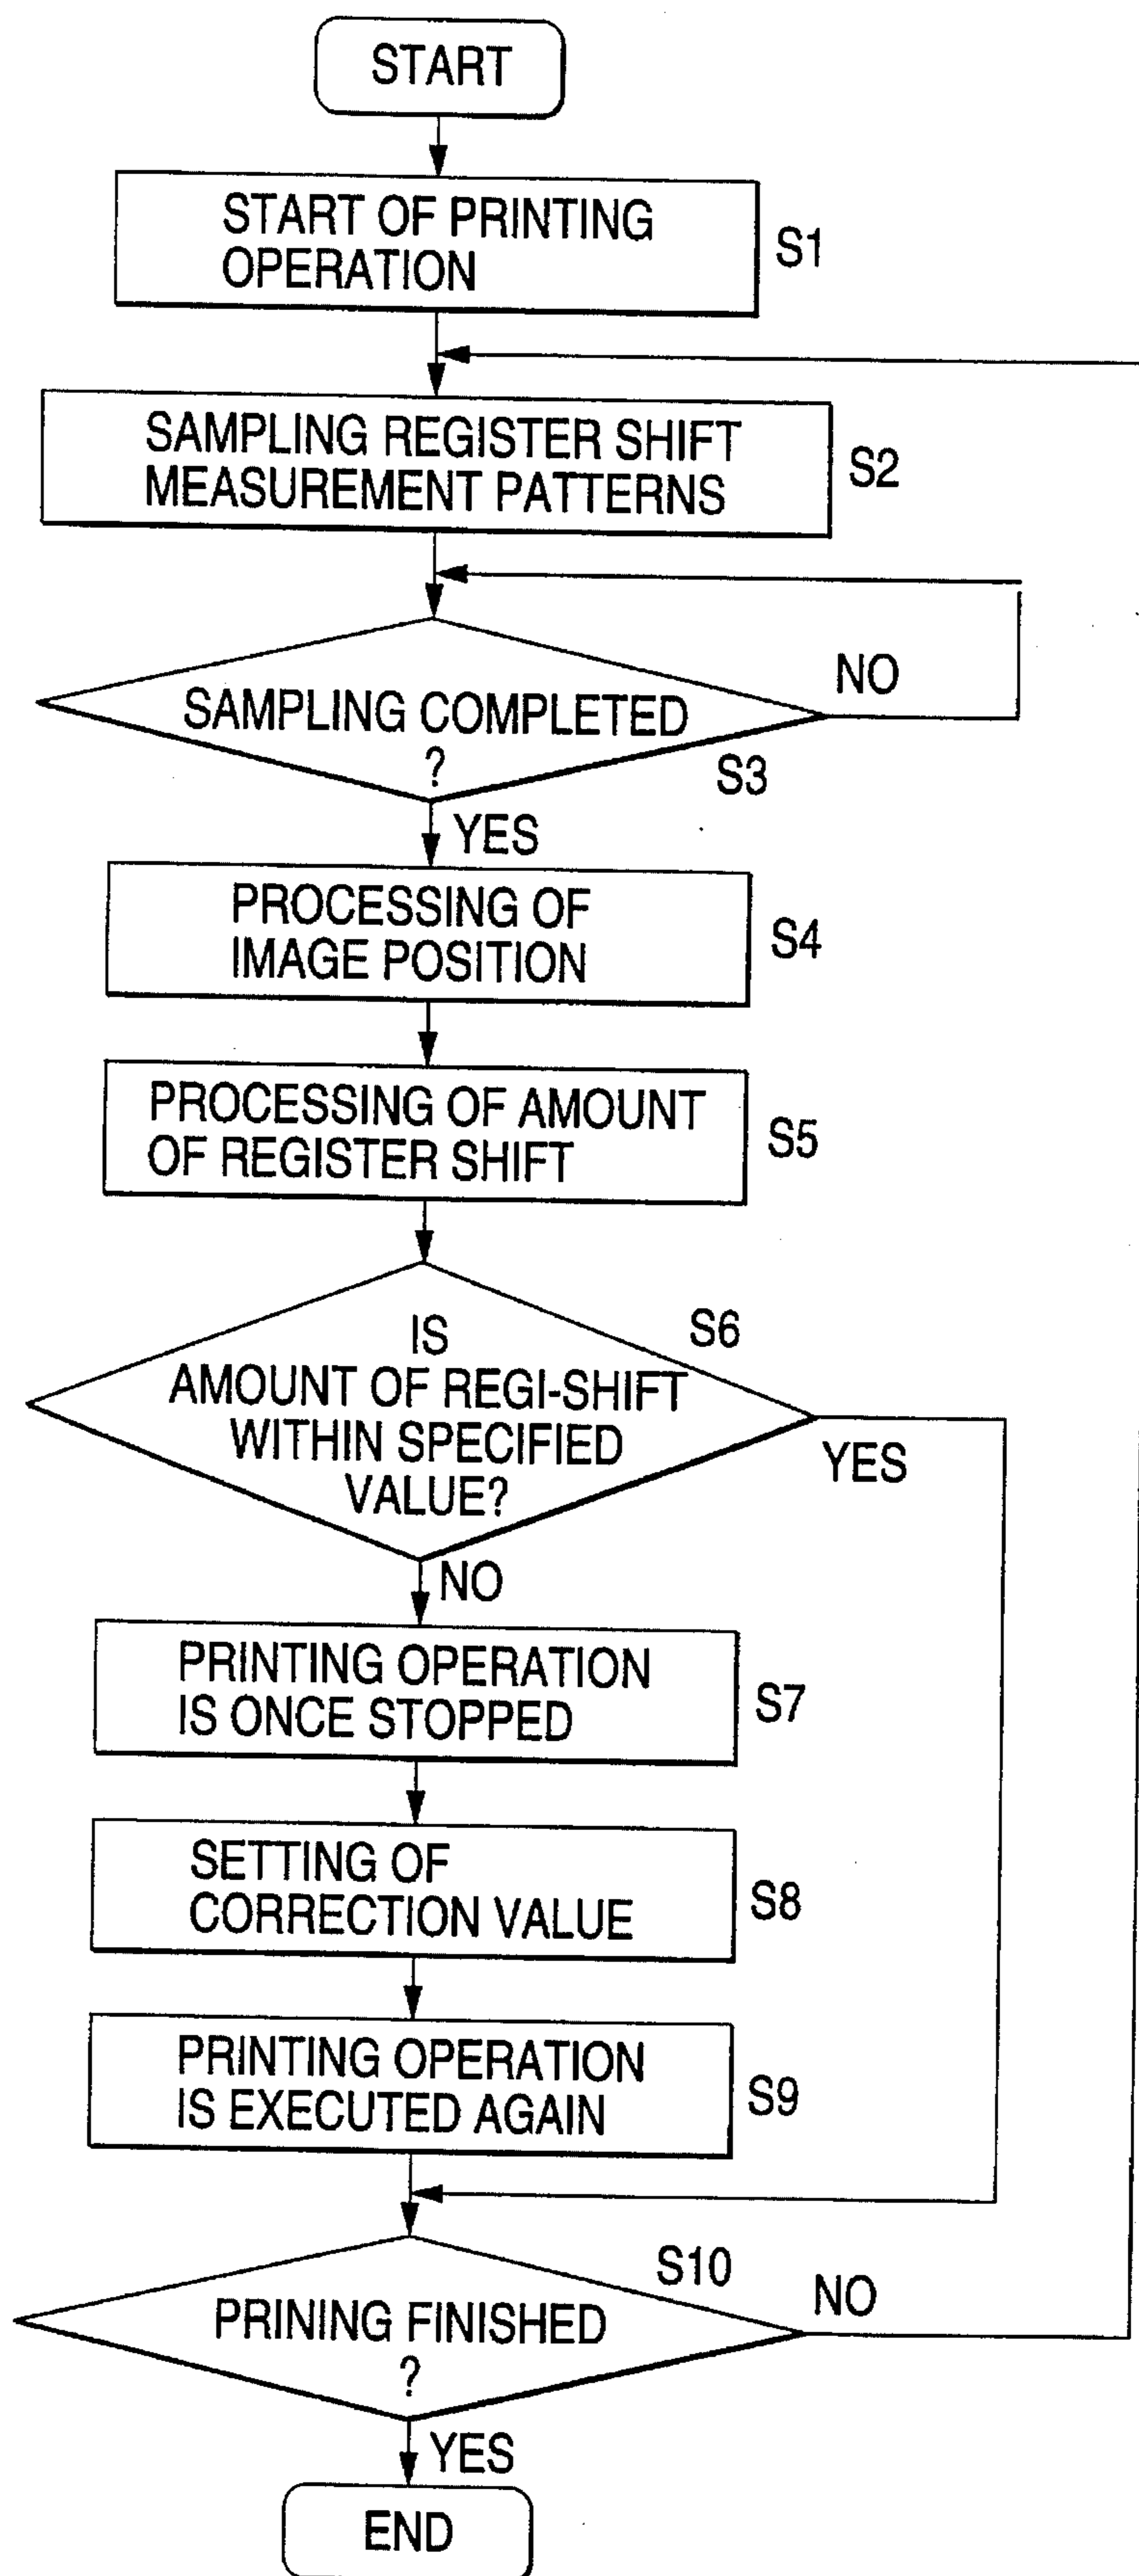 START
START OF PRINTING
OPERATION
S1
SAMPLING REGISTER SHIFT
MEASUREMENT PATTERNS
S2
NO
SAMPLING COMPLETED
?
S3
YES
PROCESSING OF
IMAGE POSITION
S4
PROCESSING OF AMOUNT
OF REGISTER SHIFT
S5
IS
S6
AMOUNT OF REGI-SHIFT
WITHIN SPECIFIED
VALUE?
YES
NO
PRINTING OPERATION
IS ONCE STOPPED
S7
SETTING OF
CORRECTION VALUE
S8
PRINTING OPERATION
IS EXECUTED AGAIN
S9
S10
NO
PRINING FINISHED
?
YES
END